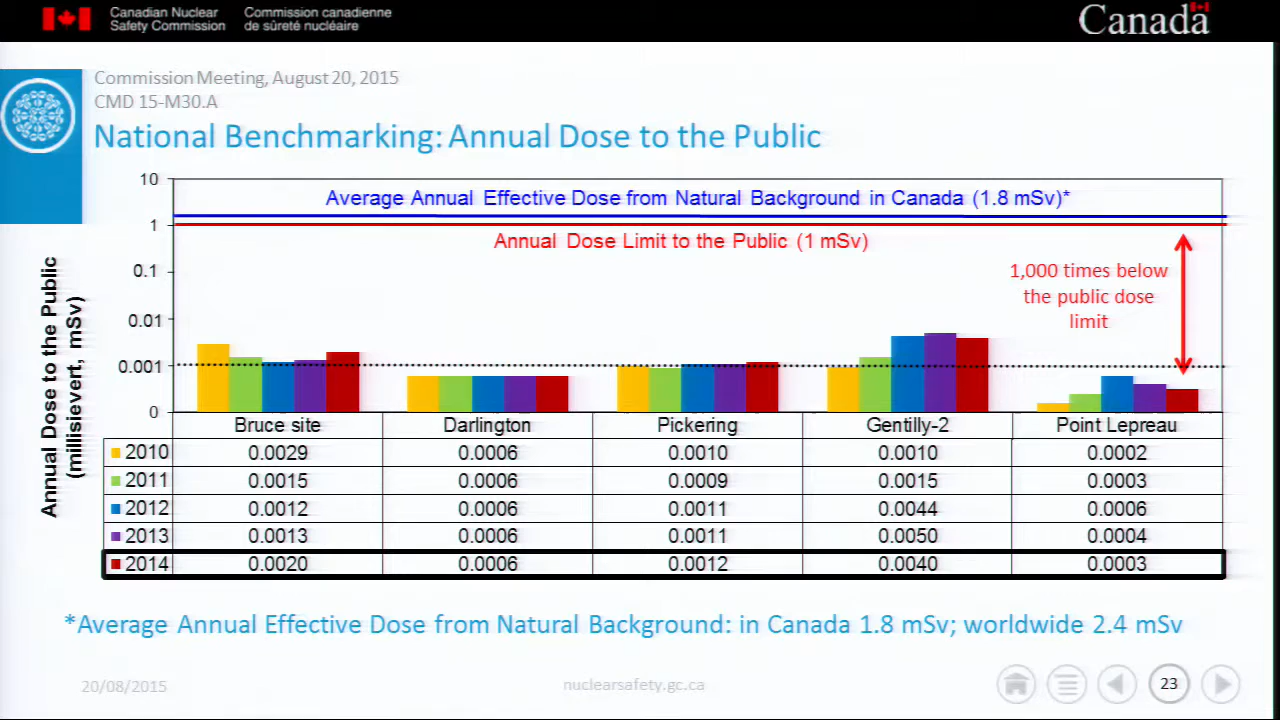 Canadian Nuclear Safety Commission
Commission canadienne de sûreté nucléaire
Canada
Commission Meeting, August 20, 2015
CMD 15-M30.A
National Benchmarking: Annual Dose to the Public
Annual Dose to the Public
(millisievert, mSv)
10
1
0.1
0.01
0.001
0
Average Annual Effective Dose from Natural Background in Canada (1.8 mSv)*
Annual Dose Limit to the Public (1 mSv)
1,000 times below
the public dose
limit
Bruce site Darlington Pickering Gentilly-2 Point Lepreau
2010 0.0029 0.0006 0.0010 0.0010 0.0002
2011 0.0015 0.0006 0.0009 0.0015 0.0003
2012 0.0012 0.0006 0.0011 0.0044 0.0006
2013 0.0013 0.0006 0.0011 0.0050 0.0004
2014 0.0020 0.0006 0.0012 0.0040 0.0003
*Average Annual Effective Dose from Natural Background: in Canada 1.8 mSv; worldwide 2.4 mSv
20/08/2015
nuclearsafety.gc.ca
23